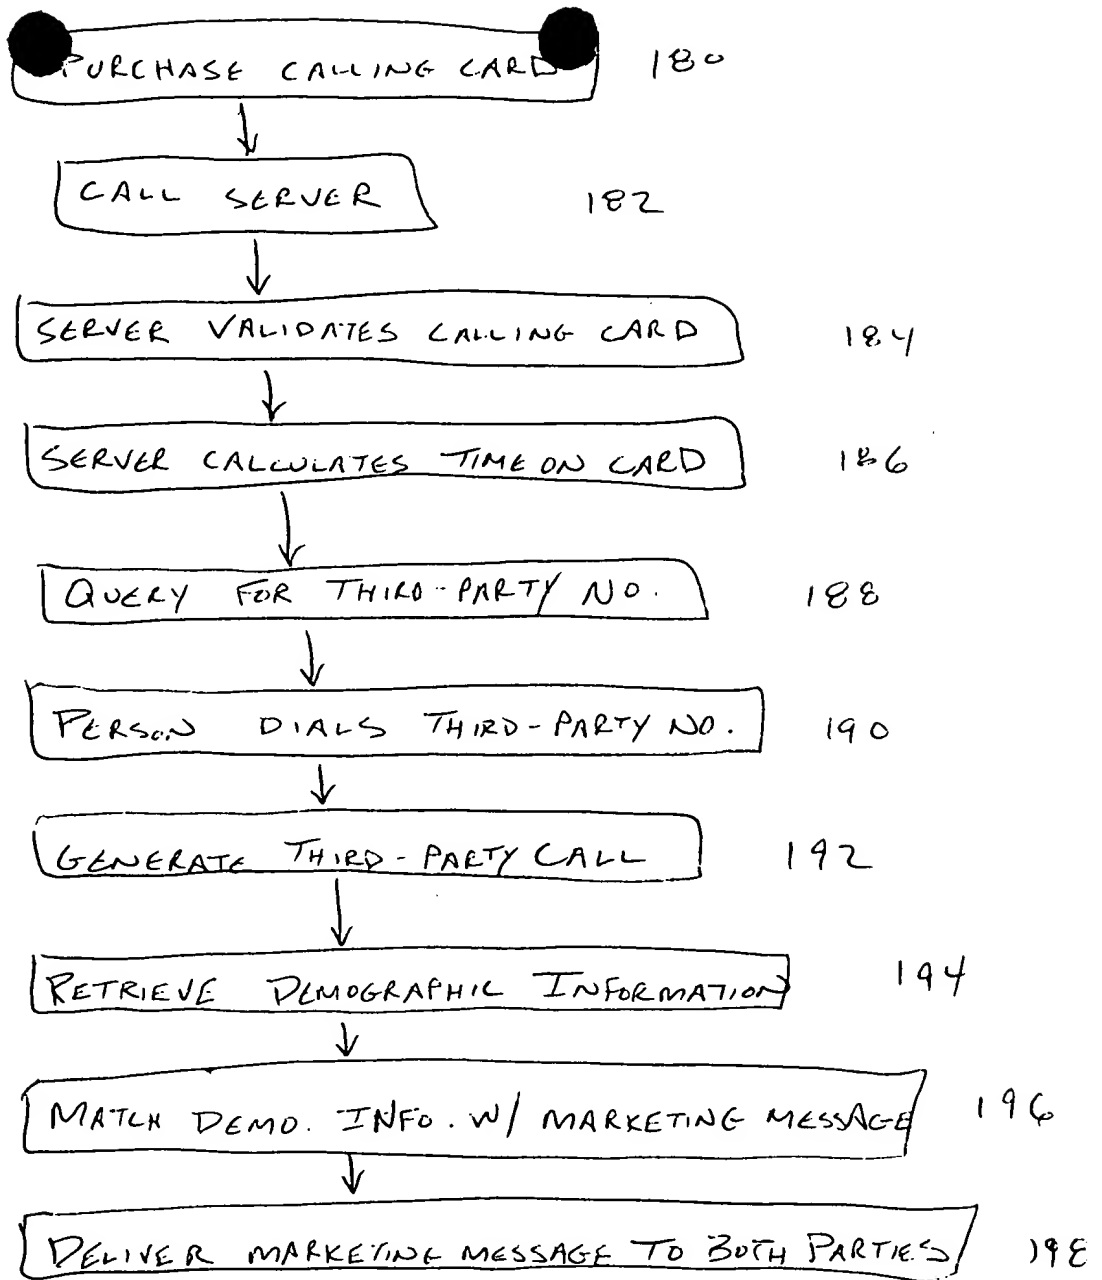 PURCHASE CALLING CARD 180
CALL SERVER 182
SERVER VALIDATES CALLING CARD 184
SERVER CALCULATES TIME ON CARD 186
QUERY FOR THIRD-PARTY NO. 188
PERSON DIALS THIRD-PARTY NO. 190
GENERATE THIRD-PARTY CALL 192
RETRIEVE DEMOGRAPHIC INFORMATION 194
MATCH DEMO. INFO. W/ MARKETING MESSAGE 196
DELIVER MARKETING MESSAGE TO BOTH PARTIES 198